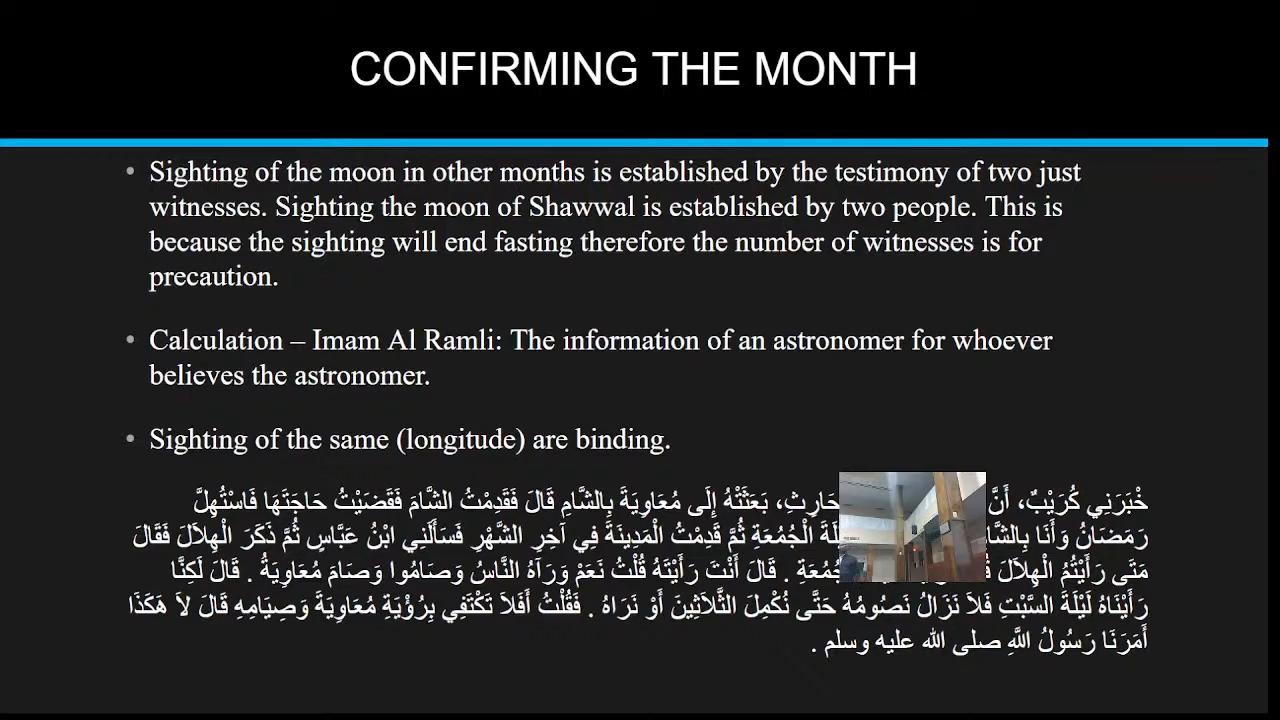 CONFIRMING THE MONTH
• Sighting of the moon in other months is established by the testimony of two just
witnesses. Sighting the moon of Shawwal is established by two people. This is
because the sighting will end fasting therefore the number of witnesses is for
precaution.
• Calculation – Imam Al Ramli: The information of an astronomer for whoever
believes the astronomer.
• Sighting of the same (longitude) are binding.
خْبَرَنِي كُرَيْبٌ، أَنَّ حَارِثِ، بَعَثَتْهُ إِلَى مُعَاوِيَةَ بِالشَّامِ قَالَ فَقَدِمْتُ الشَّامَ فَقَضَيْتُ حَاجَتَهَا فَاسْتُهِلَّ
رَمَضَانُ وَأَنَا بِالشَّا لَةَ الْجُمُعَةِ ثُمَّ قَدِمْتُ الْمَدِينَةَ فِي آخِرِ الشَّهْرِ فَسَأَلَنِي ابْنُ عَبَّاسٍ ثُمَّ ذَكَرَ الْهِلاَلَ فَقَالَ
مَتَى رَأَيْتُمُ الْهِلاَلَ جُمُعَةِ . قَالَ أَنْتَ رَأَيْتَهُ قُلْتُ نَعَمْ وَرَآهُ النَّاسُ وَصَامُوا وَصَامَ مُعَاوِيَةُ . قَالَ لَكِنَّا
رَأَيْنَاهُ لَيْلَةَ السَّبْتِ فَلاَ نَزَالُ نَصُومُهُ حَتَّى نُكْمِلَ الثَّلاَثِينَ أَوْ نَرَاهُ . فَقُلْتُ أَفَلاَ تَكْتَفِي بِرُؤْيَةِ مُعَاوِيَةَ وَصِيَامِهِ قَالَ لاَ هَكَذَا
أَمَرَنَا رَسُولُ اللَّهِ صلى الله عليه وسلم .